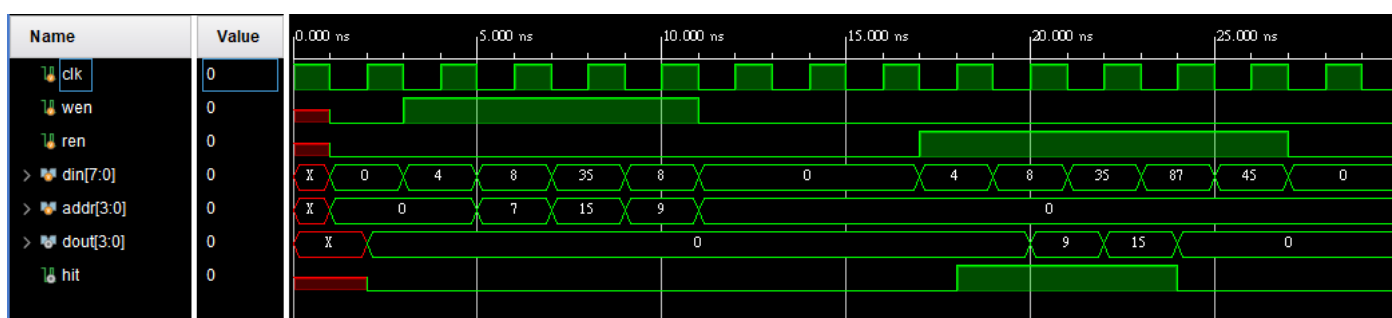 Name Value 0.000 ns 5.000 ns 10.000 ns 15.000 ns 20.000 ns 25.000 ns
clk 0
wen 0
ren 0
din[7:0] 0 X 0 4 8 35 8 0 4 8 35 87 45 0
addr[3:0] 0 X 0 7 15 9 0
dout[3:0] 0 X 0 9 15 0
hit 0